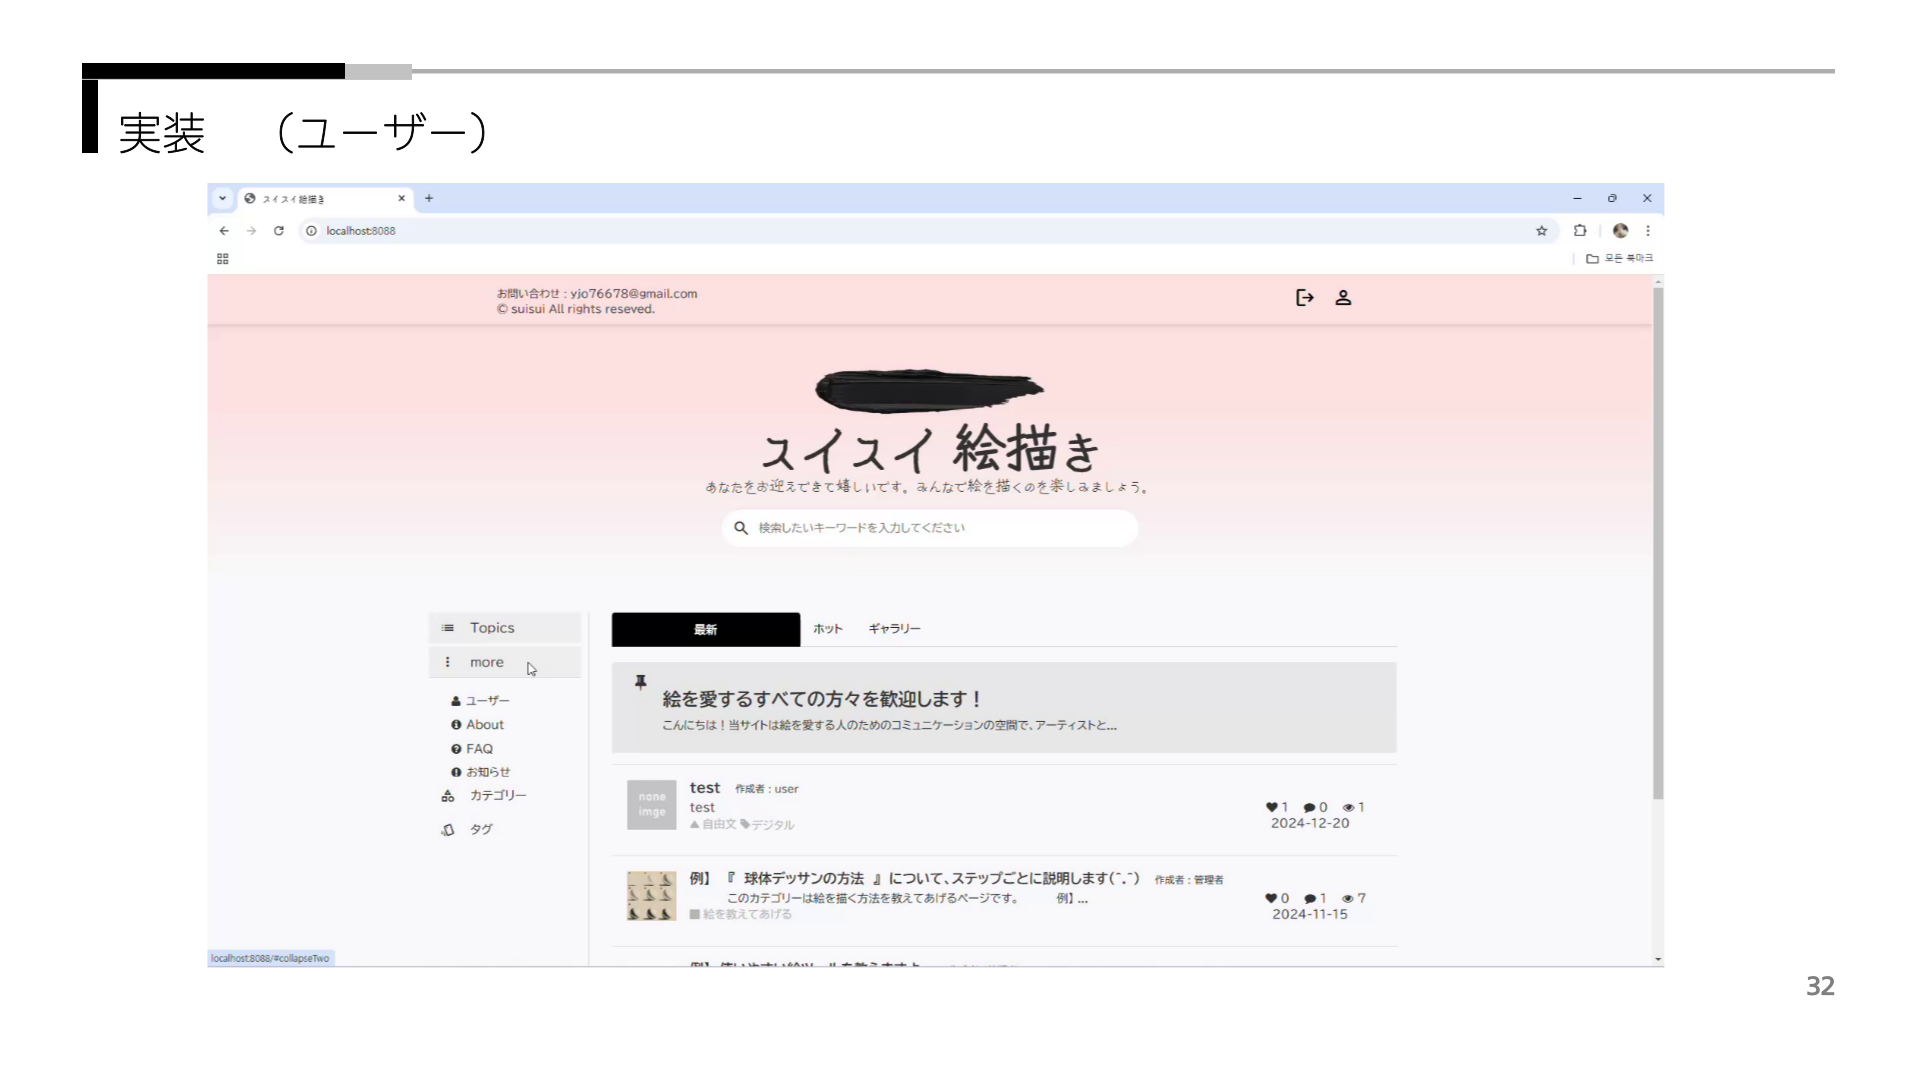 実装 （ユーザー）
スイスイ絵描き
localhost:8088
모든 북마크
お問い合わせ : yjo76678@gmail.com
© suisui All rights reseved.
スイスイ 絵描き
あなたをお迎えできて嬉しいです。みんなで絵を描くのを楽しみましょう。
検索したいキーワードを入力してください
Topics
more
ユーザー
About
FAQ
お知らせ
カテゴリー
タグ
最新 ホット ギャラリー
絵を愛するすべての方々を歓迎します！
こんにちは！当サイトは絵を愛する人のためのコミュニケーションの空間で、アーティストと...
none
imge
test 作成者 : user
test
自由文 デジタル
1 0 1
2024-12-20
例】『 球体デッサンの方法 』について、ステップごとに説明します(ˆ.ˆ) 作成者 : 管理者
このカテゴリーは絵を描く方法を教えてあげるページです。 例】...
絵を教えてあげる
0 1 7
2024-11-15
localhost:8088/#collapseTwo
32